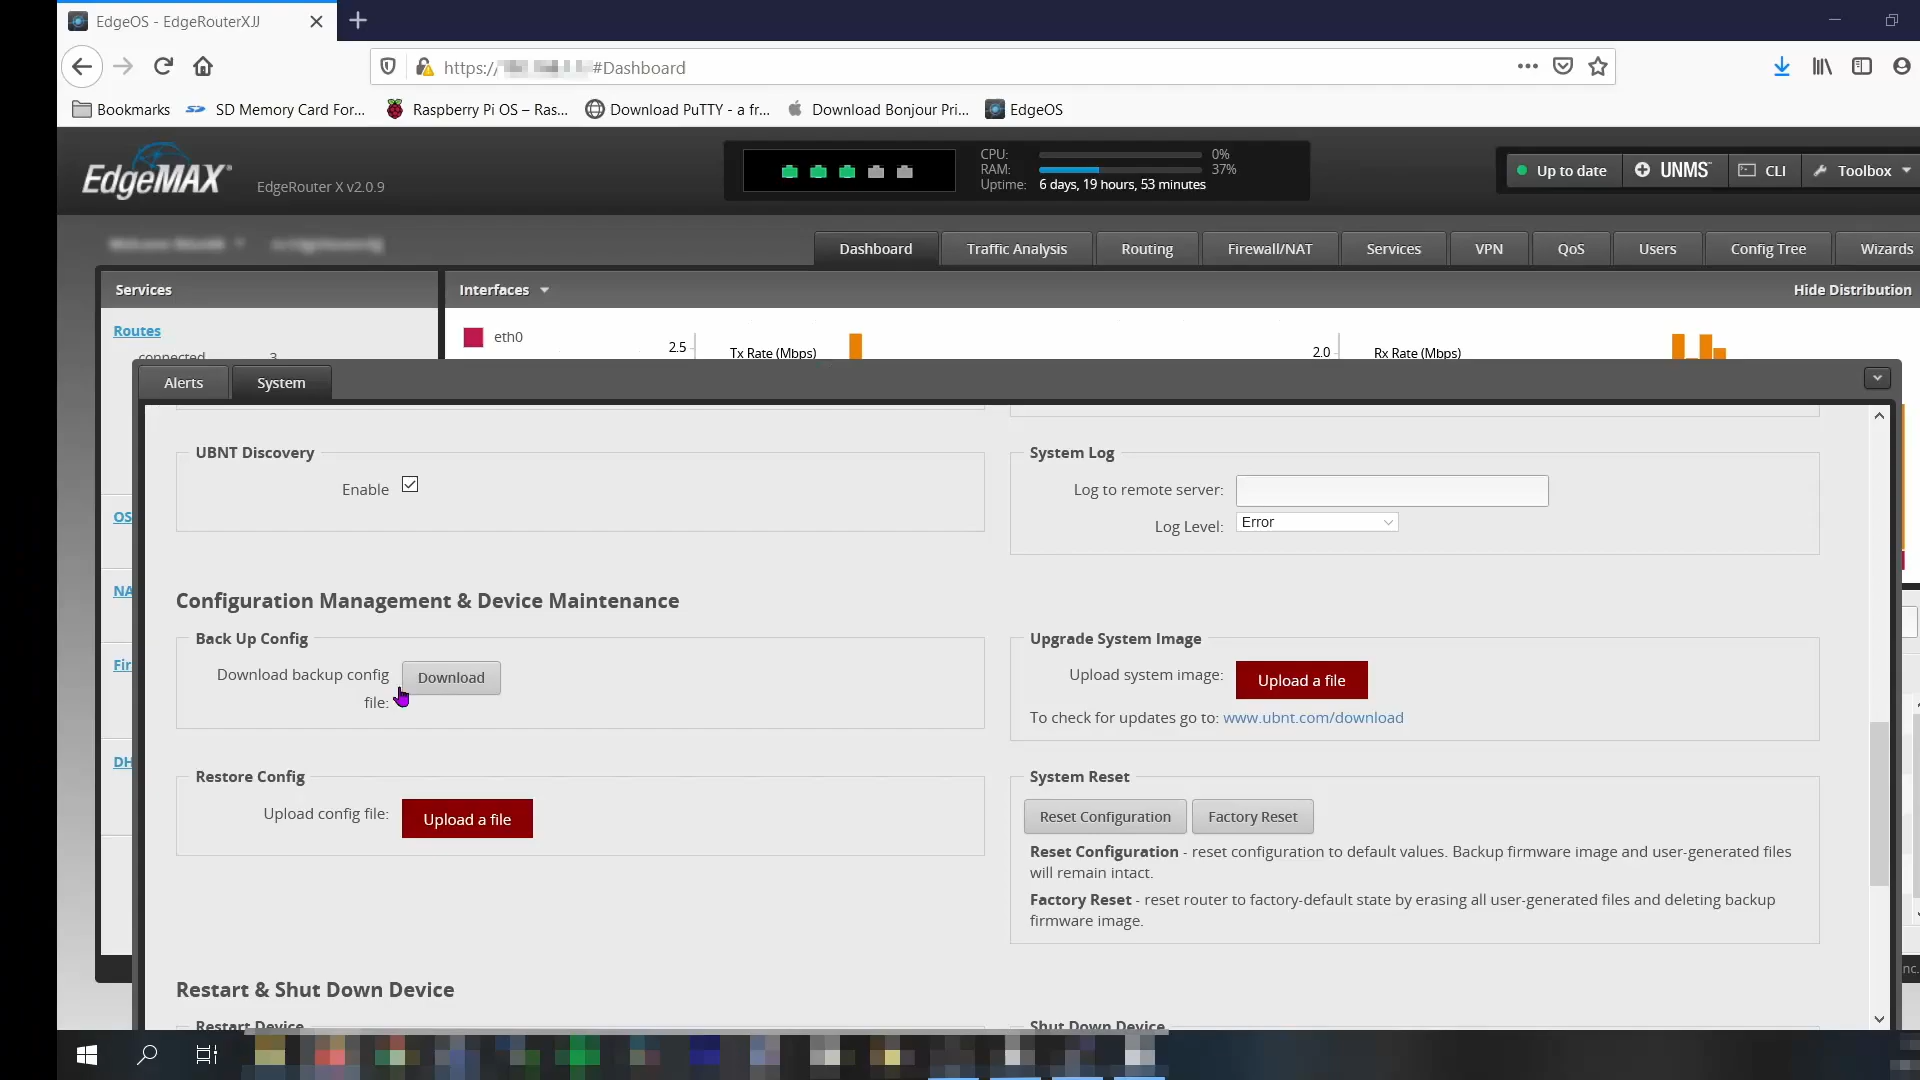 EdgeOS - EdgeRouterXJJ
https://
#Dashboard
Bookmarks
SD Memory Card For...
Raspberry Pi OS – Ras...
Download PuTTY - a fr...
Download Bonjour Pri...
EdgeOS
EdgeMAX
EdgeRouter X v2.0.9
CPU: 0%
RAM: 37%
Uptime: 6 days, 19 hours, 53 minutes
Up to date
UNMS
CLI
Toolbox
Dashboard
Traffic Analysis
Routing
Firewall/NAT
Services
VPN
QoS
Users
Config Tree
Wizards
Services
Interfaces
Hide Distribution
Routes
connected 3
eth0
2.5
Tx Rate (Mbps)
2.0
Rx Rate (Mbps)
Alerts
System
OS
NA
Fir
DH
UBNT Discovery
Enable
System Log
Log to remote server:
Log Level: Error
Configuration Management & Device Maintenance
Back Up Config
Download backup config
file:
Download
Upgrade System Image
Upload system image: Upload a file
To check for updates go to: www.ubnt.com/download
Restore Config
Upload config file: Upload a file
System Reset
Reset Configuration
Factory Reset
Reset Configuration - reset configuration to default values. Backup firmware image and user-generated files
will remain intact.
Factory Reset - reset router to factory-default state by erasing all user-generated files and deleting backup
firmware image.
nc.
Restart & Shut Down Device
Restart Device
Shut Down Device